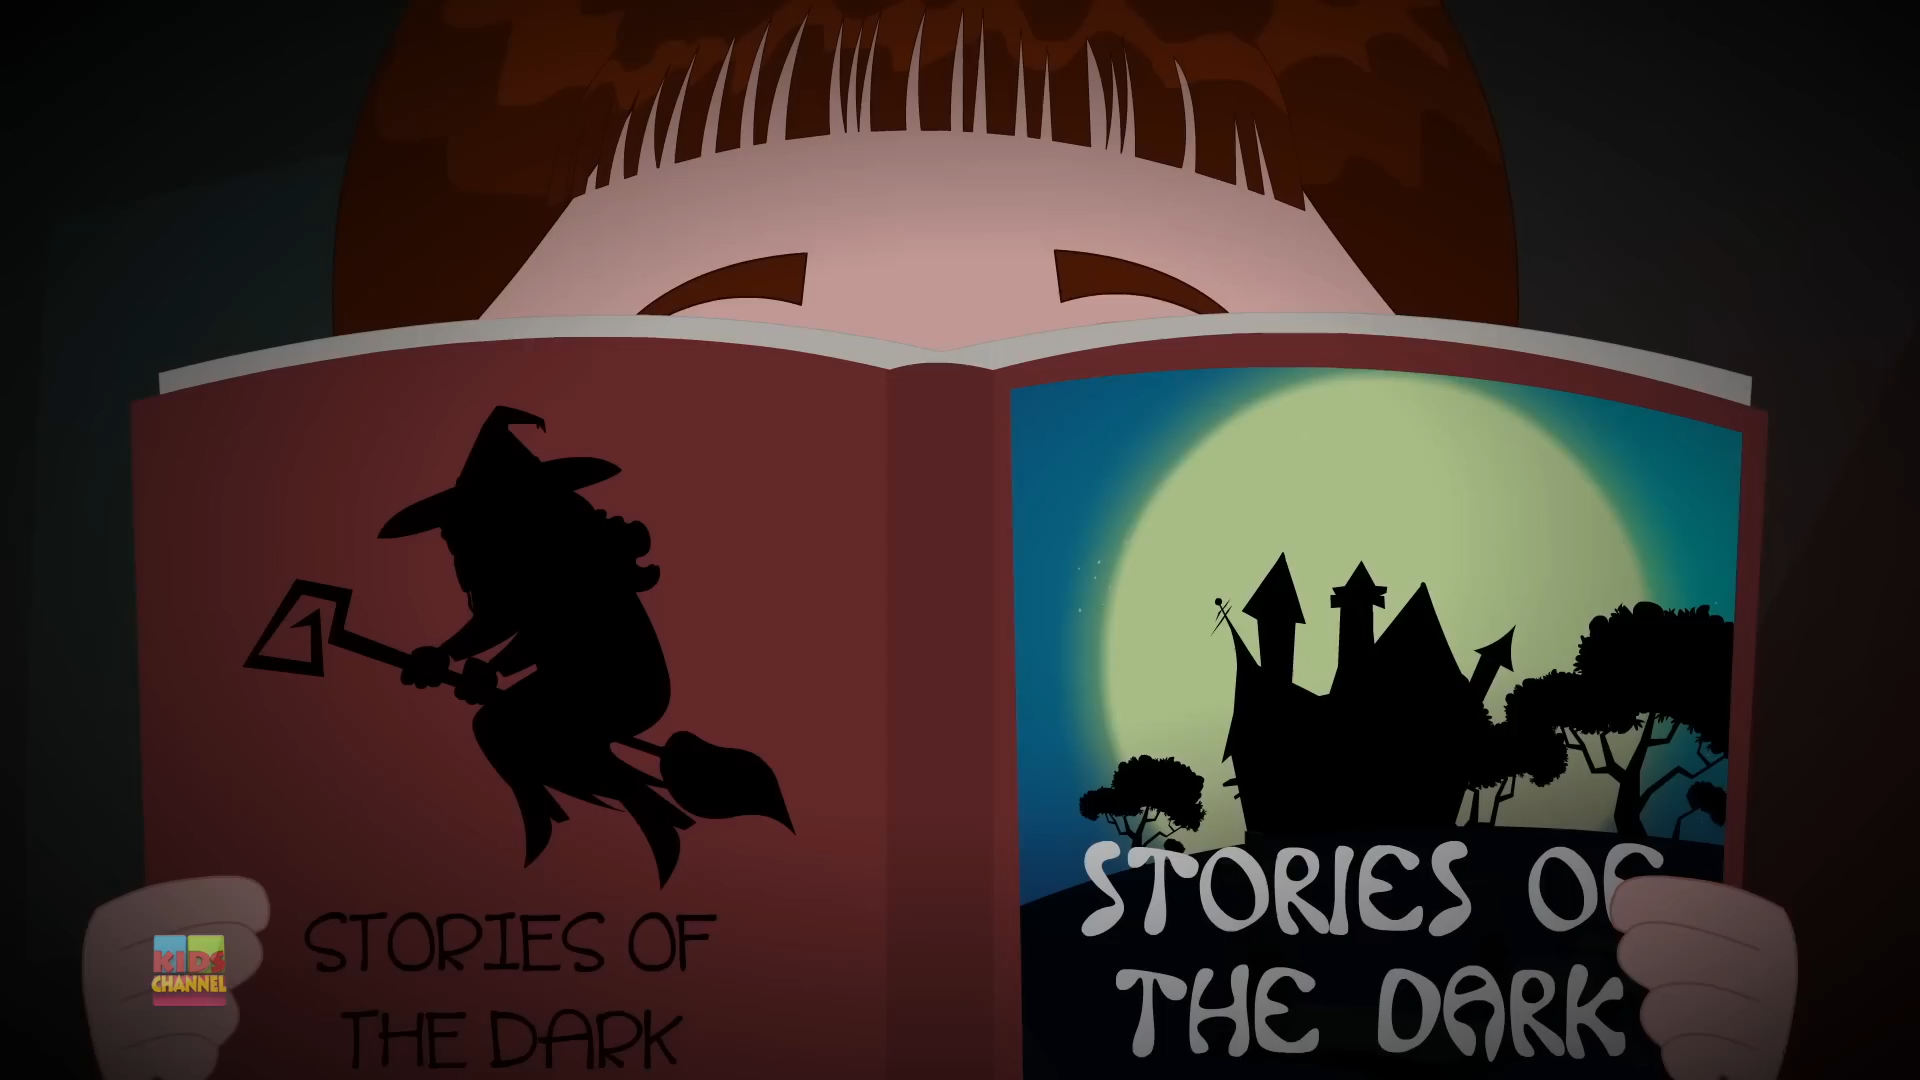 STORIES OF
THE DARK
STORIES OF
THE DARK
KIDS
CHANNEL